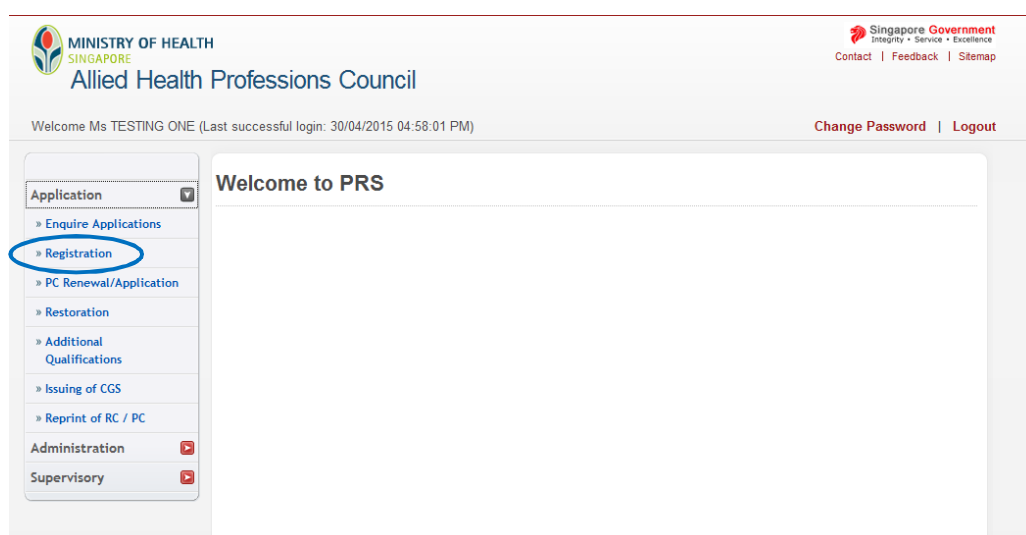 MINISTRY OF HEALTH
SINGAPORE
Allied Health Professions Council
Singapore Government
Integrity • Service • Excellence
Contact | Feedback | Sitemap
Welcome Ms TESTING ONE (Last successful login: 30/04/2015 04:58:01 PM)
Change Password | Logout
Application
» Enquire Applications
» Registration
» PC Renewal/Application
» Restoration
» Additional
Qualifications
» Issuing of CGS
» Reprint of RC / PC
Administration
Supervisory
Welcome to PRS